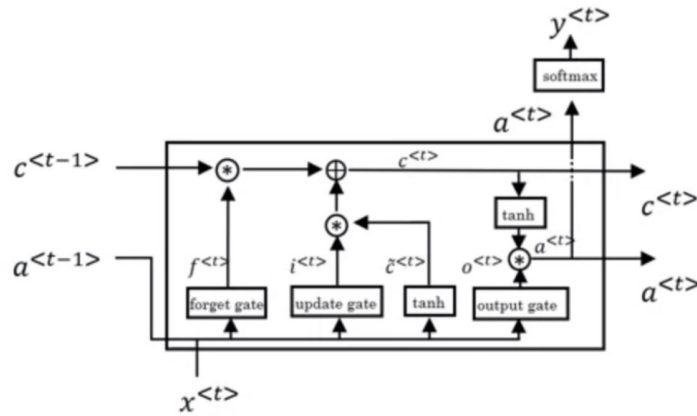 y<t>
softmax
a<t>
c<t-1>
c<t>
c<t>
tanh
a<t-1>
f<t>
i<t>
c̃<t>
o<t>
a<t>
a<t>
forget gate
update gate
tanh
output gate
x<t>